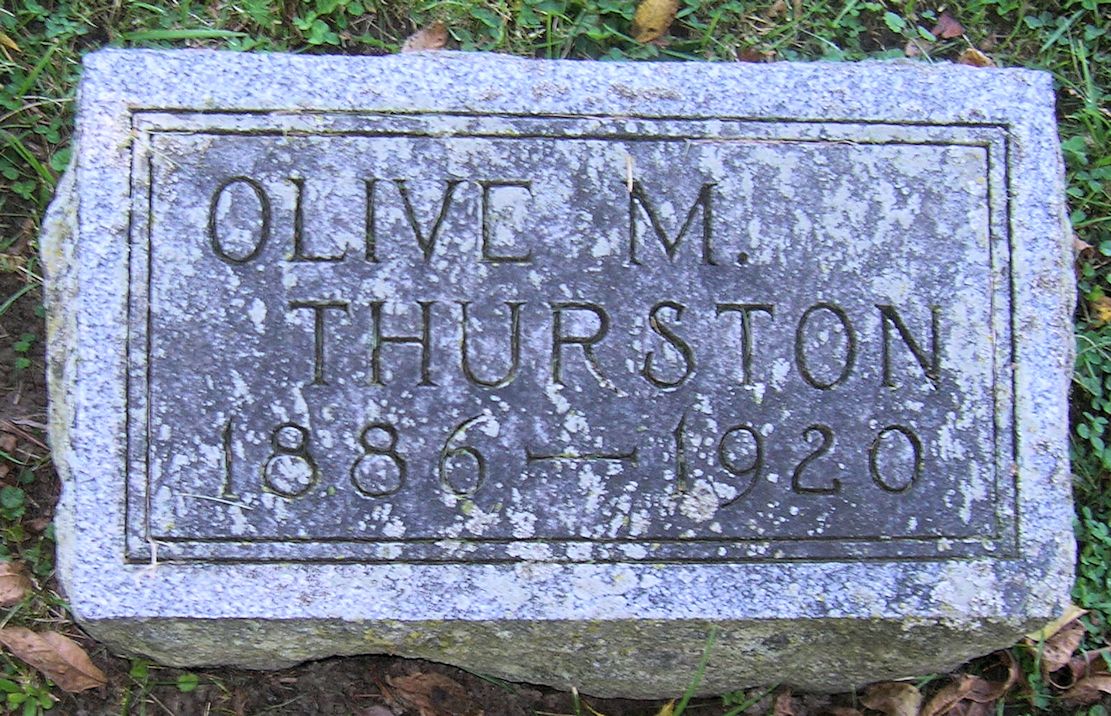 OLIVE M.
THURSTON
1886 — 1920